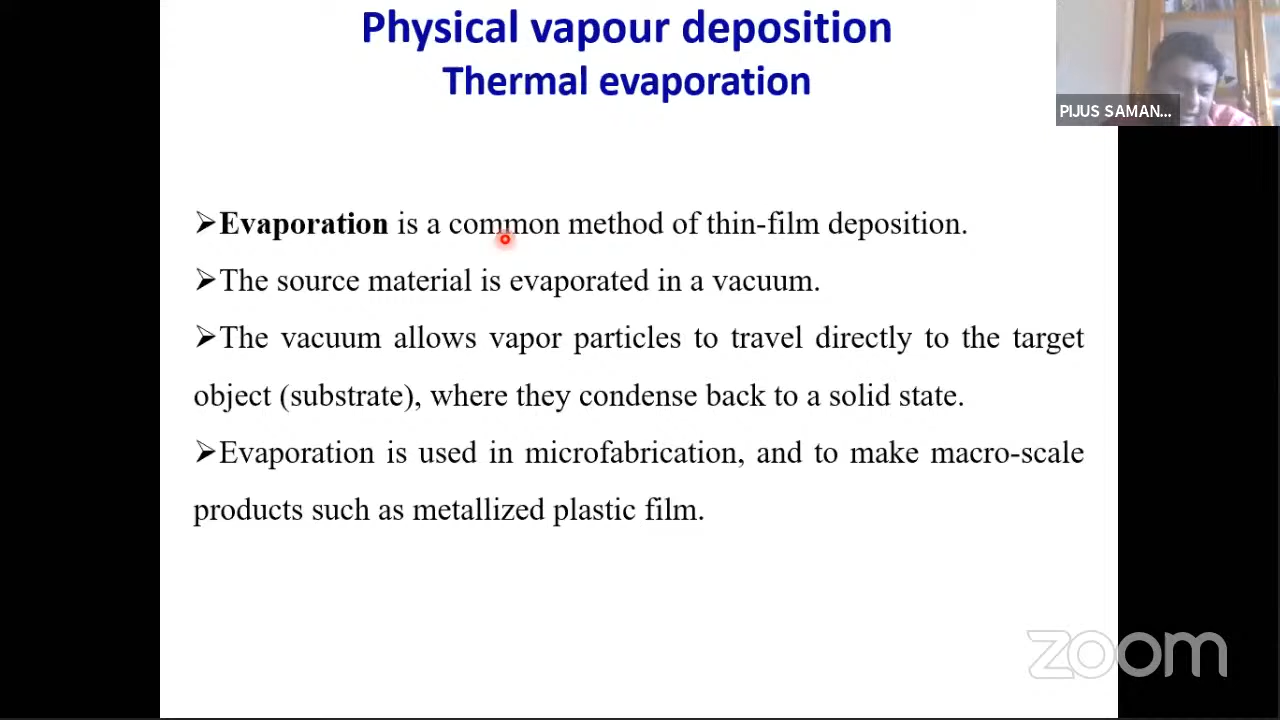 Physical vapour deposition
Thermal evaporation
PIJUS SAMAN...
➢Evaporation is a common method of thin-film deposition.
➢The source material is evaporated in a vacuum.
➢The vacuum allows vapor particles to travel directly to the target
object (substrate), where they condense back to a solid state.
➢Evaporation is used in microfabrication, and to make macro-scale
products such as metallized plastic film.
zoom